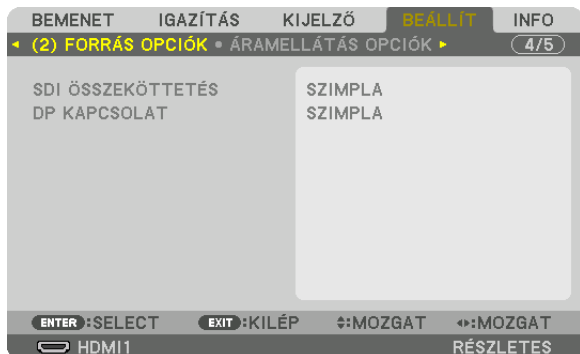 BEMENET IGAZÍTÁS KIJELZŐ BEÁLLÍT INFO
◂ (2) FORRÁS OPCIÓK • ÁRAMELLÁTÁS OPCIÓK ▸ 4/5
SDI ÖSSZEKÖTTETÉS SZIMPLA
DP KAPCSOLAT SZIMPLA
ENTER :SELECT EXIT :KILÉP :MOZGAT :MOZGAT
HDMI1 RÉSZLETES